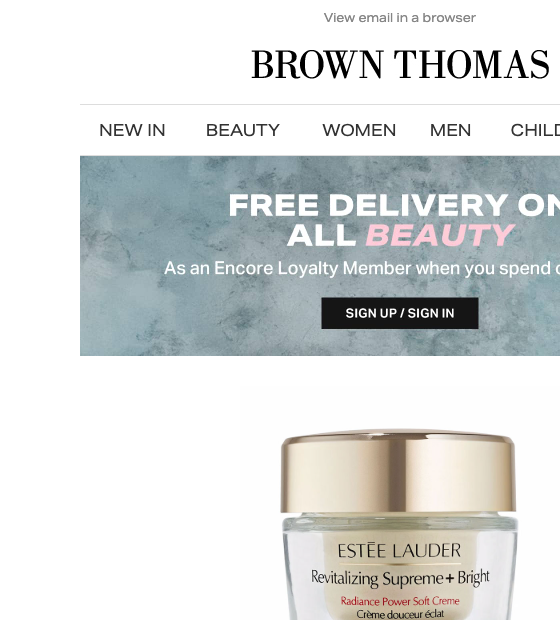 View email in a browser
BROWN THOMAS
NEW IN BEAUTY WOMEN MEN CHILD
FREE DELIVERY ON
ALL BEAUTY
As an Encore Loyalty Member when you spend
SIGN UP / SIGN IN
ESTĒE LAUDER
Revitalizing Supreme+ Bright
Radiance Power Soft Creme
Crème douceur éclat